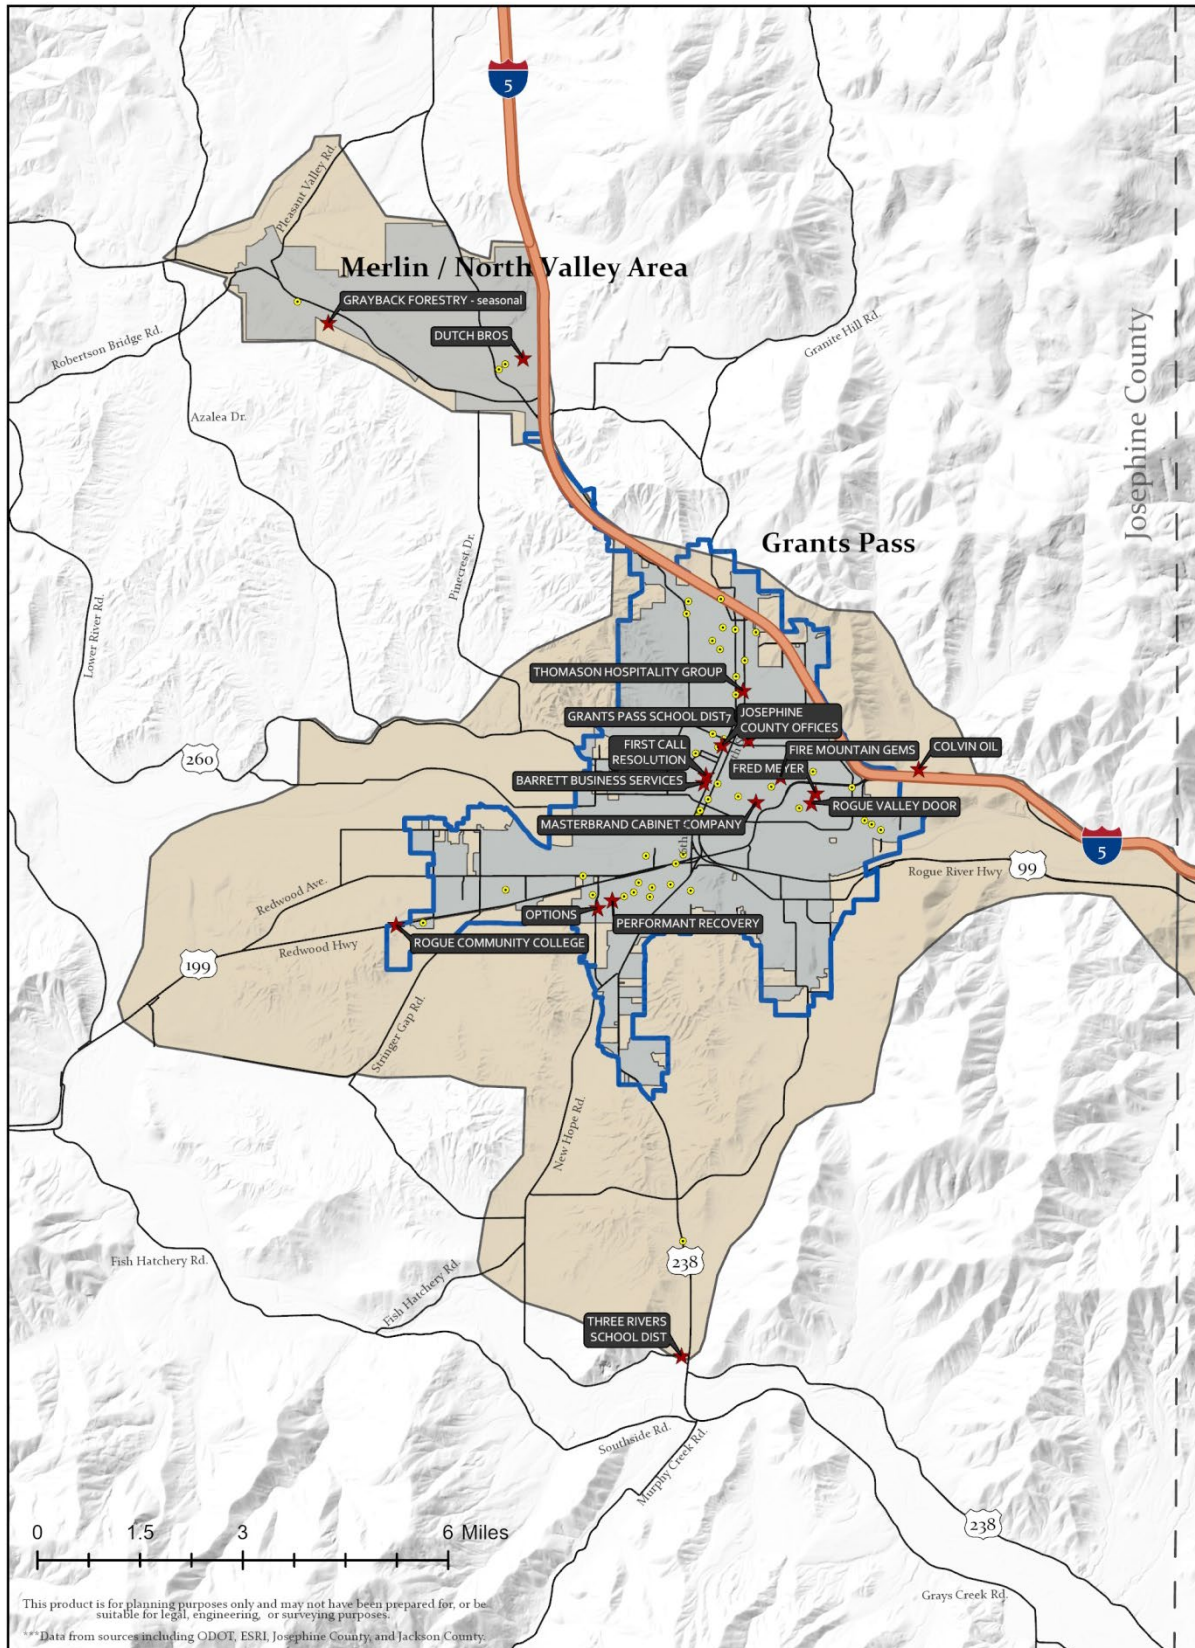 5
Pleasant Valley Rd.
Merlin / North Valley Area
GRAYBACK FORESTRY - seasonal
DUTCH BROS
Robertson Bridge Rd.
Granite Hill Rd.
Azalea Dr.
Josephine County
Grants Pass
Pinecrest Dr.
Lower River Rd.
THOMASON HOSPITALITY GROUP
GRANTS PASS SCHOOL DIST7
JOSEPHINE
COUNTY OFFICES
FIRST CALL
RESOLUTION
FIRE MOUNTAIN GEMS
COLVIN OIL
260
FRED MEYER
BARRETT BUSINESS SERVICES
ROGUE VALLEY DOOR
MASTERBRAND CABINET COMPANY
5
Rogue River Hwy
99
Redwood Ave.
OPTIONS
PERFORMANT RECOVERY
ROGUE COMMUNITY COLLEGE
Redwood Hwy
199
Stringer Gap Rd.
New Hope Rd.
Fish Hatchery Rd.
Fish Hatchery Rd.
238
THREE RIVERS
SCHOOL DIST
Southside Rd.
Murphy Creek Rd.
238
0 1.5 3 6 Miles
Grays Creek Rd.
This product is for planning purposes only and may not have been prepared for, or be
suitable for legal, engineering, or surveying purposes.
***Data from sources including ODOT, ESRI, Josephine County, and Jackson County.